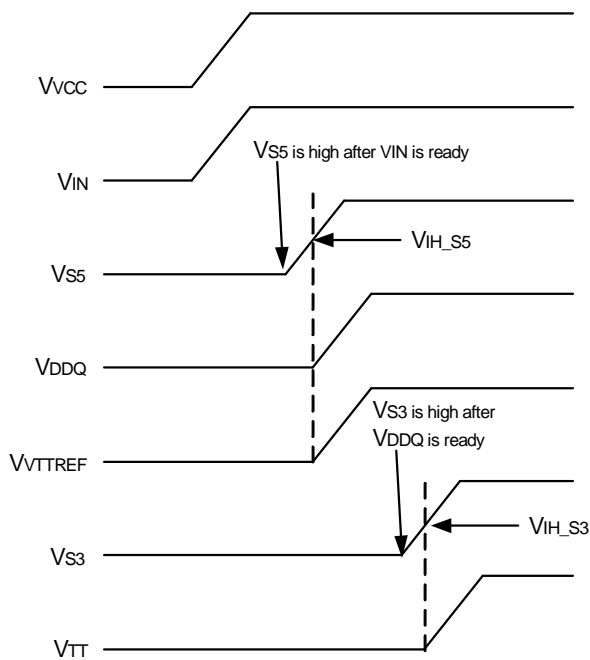 VVCC
VIN
VS5 is high after VIN is ready
VS5
VIH_S5
VDDQ
VVTTREF
VS3 is high after
VDDQ is ready
VS3
VIH_S3
VTT